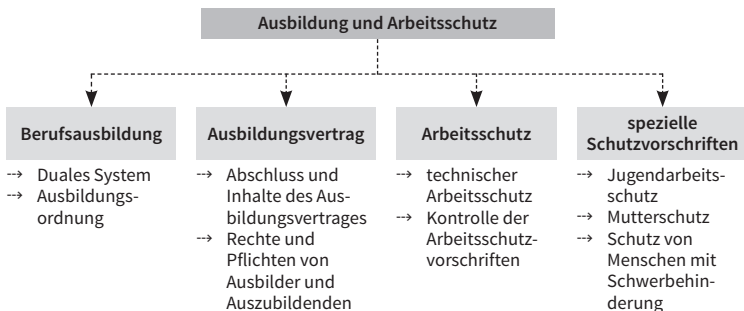 Ausbildung und Arbeitsschutz
Berufsausbildung
⇢ Duales System
⇢ Ausbildungs-
ordnung
Ausbildungsvertrag
⇢ Abschluss und
Inhalte des Aus-
bildungsvertrages
⇢ Rechte und
Pflichten von
Ausbilder und
Auszubildenden
Arbeitsschutz
⇢ technischer
Arbeitsschutz
⇢ Kontrolle der
Arbeitsschutz-
vorschriften
spezielle
Schutzvorschriften
⇢ Jugendarbeits-
schutz
⇢ Mutterschutz
⇢ Schutz von
Menschen mit
Schwerbehin-
derung